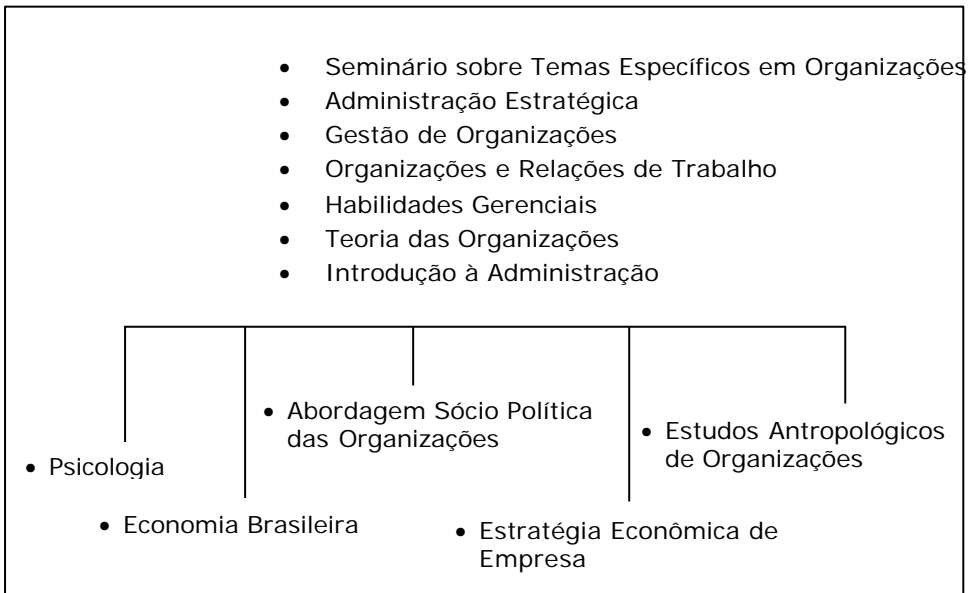 • Seminário sobre Temas Específicos em Organizações
• Administração Estratégica
• Gestão de Organizações
• Organizações e Relações de Trabalho
• Habilidades Gerenciais
• Teoria das Organizações
• Introdução à Administração
• Abordagem Sócio Política
das Organizações
• Estudos Antropológicos
de Organizações
• Psicologia
• Economia Brasileira
• Estratégia Econômica de
Empresa